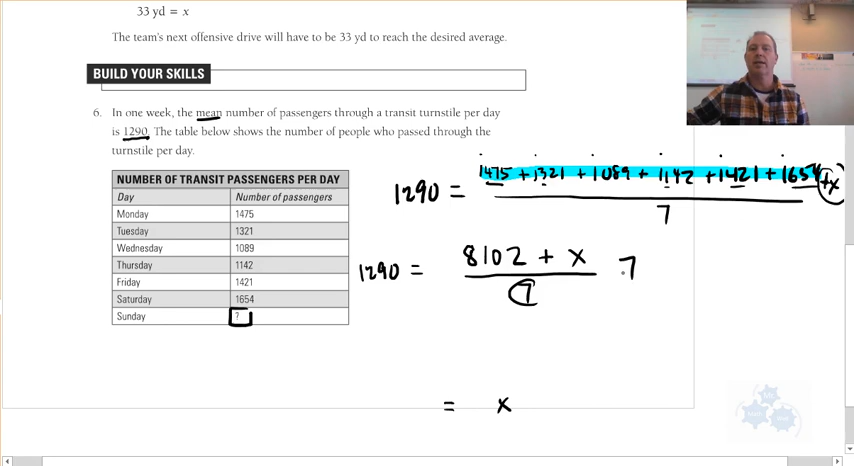 33 yd = x
The team's next offensive drive will have to be 33 yd to reach the desired average.
BUILD YOUR SKILLS
6. In one week, the mean number of passengers through a transit turnstile per day
is 1290. The table below shows the number of people who passed through the
turnstile per day.
NUMBER OF TRANSIT PASSENGERS PER DAY
Day Number of passengers
Monday 1475
Tuesday 1321
Wednesday 1089
Thursday 1142
Friday 1421
Saturday 1654
Sunday ?
1290 = 1475 + 1321 + 1089 + 1142 + 1421 + 1654 + x
7
1290 = 8102 + x 7
7
= x